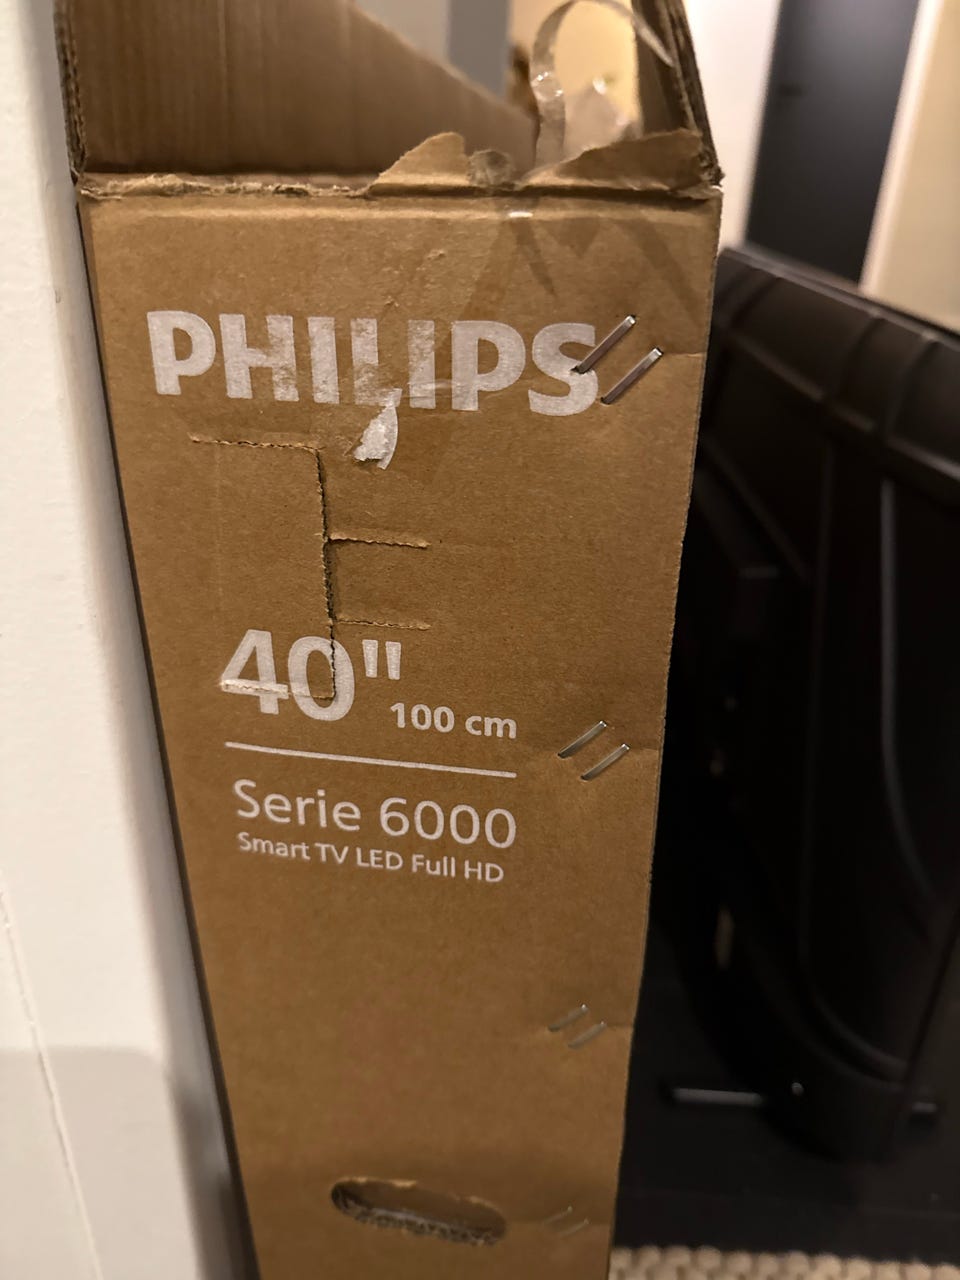 PHILIPS
40" 100 cm
Serie 6000
Smart TV LED Full HD